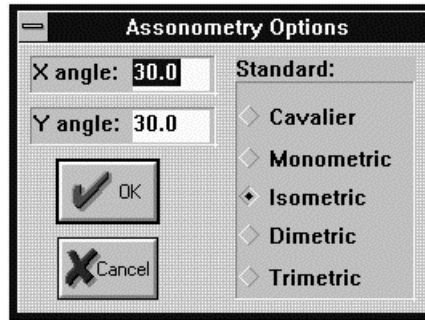 Assonometry Options
X angle: 30.0
Y angle: 30.0
OK
Cancel
Standard:
Cavalier
Monometric
Isometric
Dimetric
Trimetric